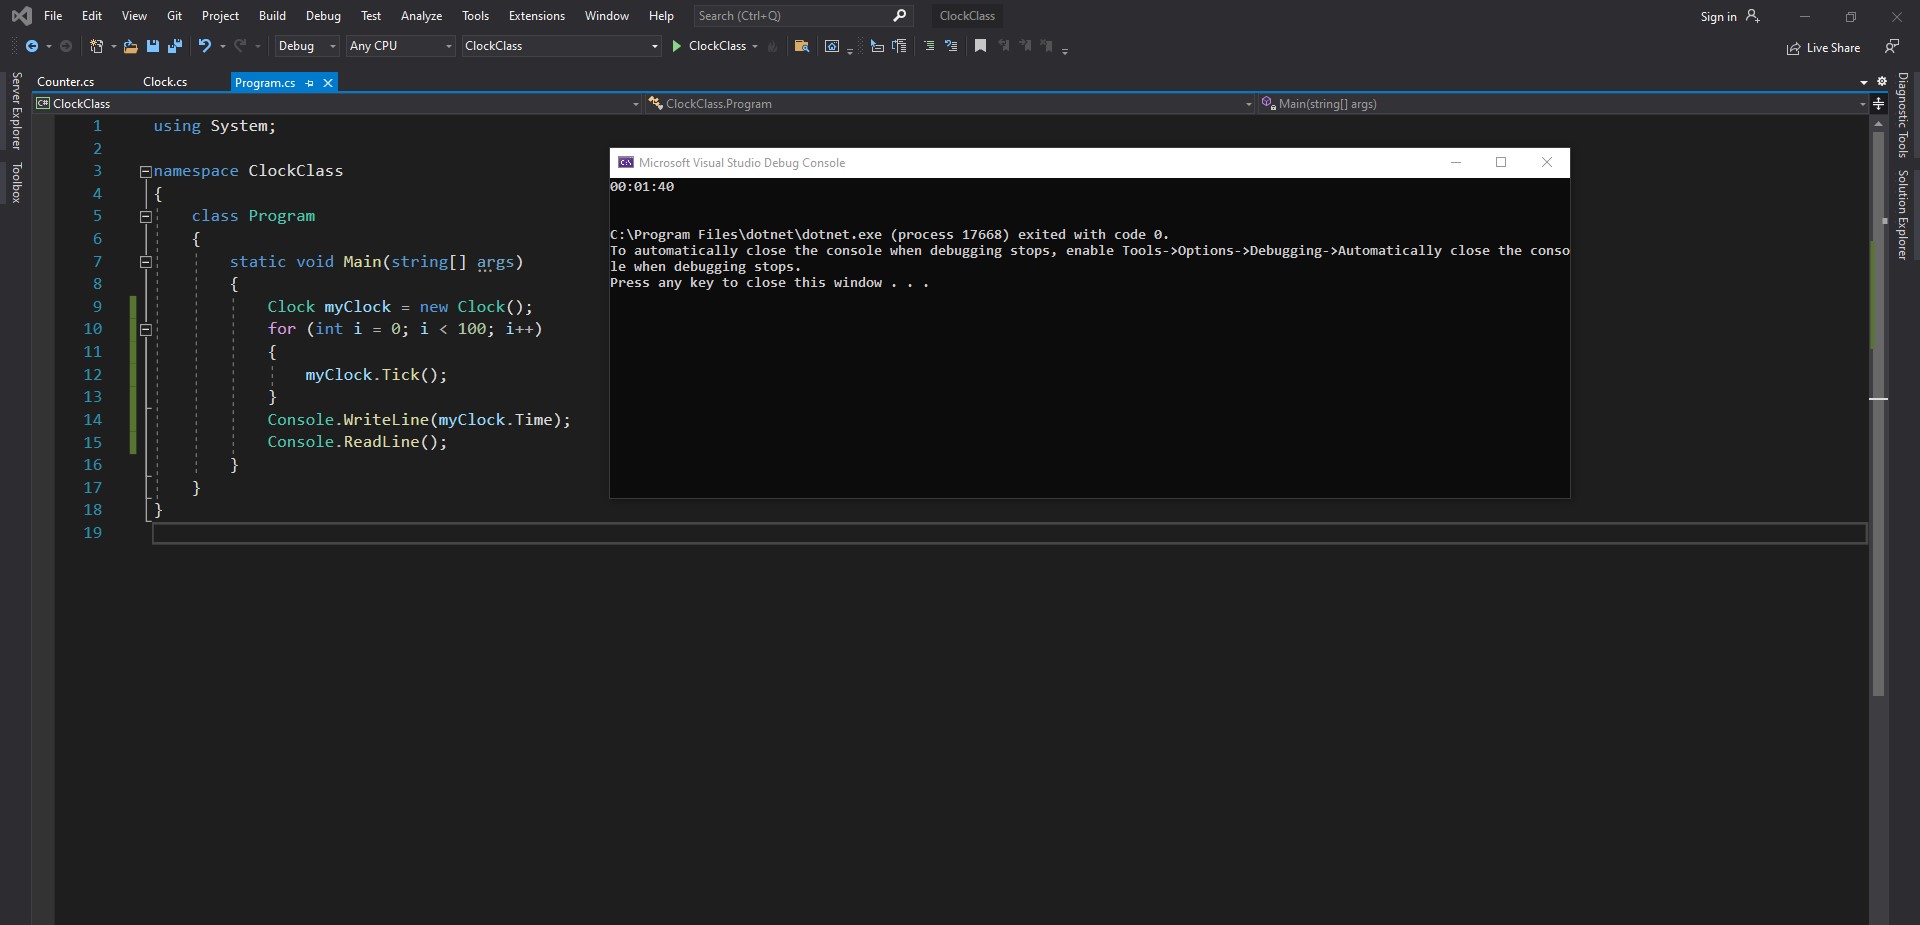 File Edit View Git Project Build Debug Test Analyze Tools Extensions Window Help Search (Ctrl+Q) ClockClass Sign in
Debug Any CPU ClockClass ClockClass Live Share
Server Explorer
Toolbox
Counter.cs Clock.cs Program.cs
C# ClockClass ClockClass.Program Main(string[] args)
1 using System;
2
3 namespace ClockClass
4 {
5 class Program
6 {
7 static void Main(string[] args)
8 {
9 Clock myClock = new Clock();
10 for (int i = 0; i < 100; i++)
11 {
12 myClock.Tick();
13 }
14 Console.WriteLine(myClock.Time);
15 Console.ReadLine();
16 }
17 }
18 }
19
Microsoft Visual Studio Debug Console
00:01:40
C:\Program Files\dotnet\dotnet.exe (process 17668) exited with code 0.
To automatically close the console when debugging stops, enable Tools->Options->Debugging->Automatically close the conso
le when debugging stops.
Press any key to close this window . . .
Diagnostic Tools
Solution Explorer